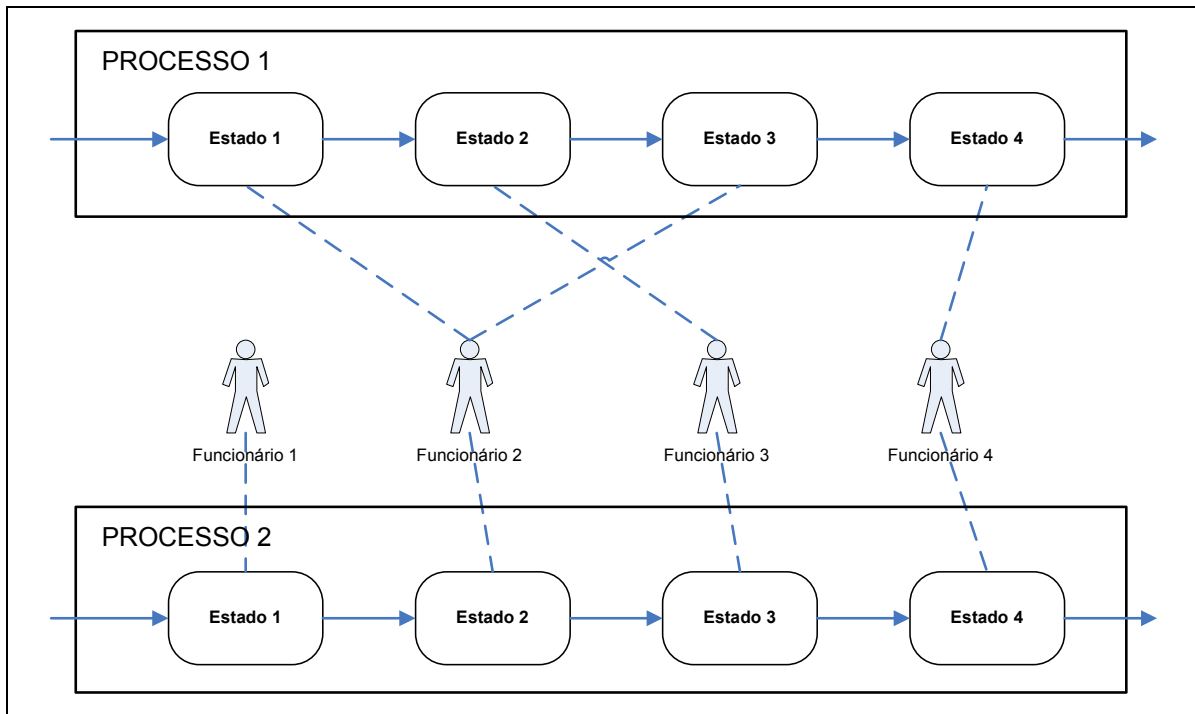 PROCESSO 1
Estado 1
Estado 2
Estado 3
Estado 4
Funcionário 1
Funcionário 2
Funcionário 3
Funcionário 4
PROCESSO 2
Estado 1
Estado 2
Estado 3
Estado 4